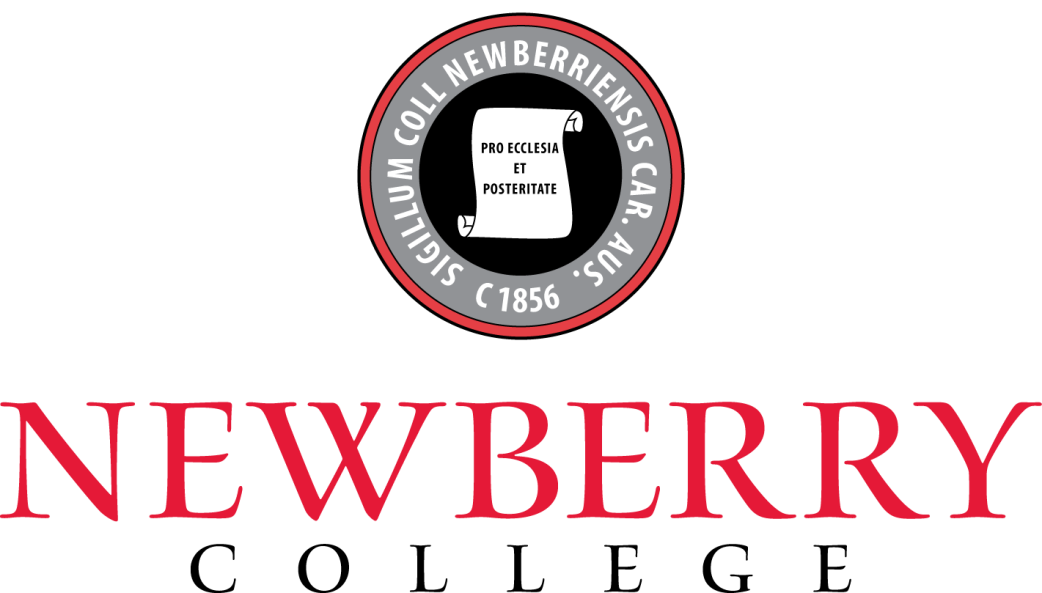 SIGILLUM COLL NEWBERRIENSIS CAR. AUS.
PRO ECCLESIA
ET
POSTERITATE
C 1856
NEWBERRY
COLLEGE